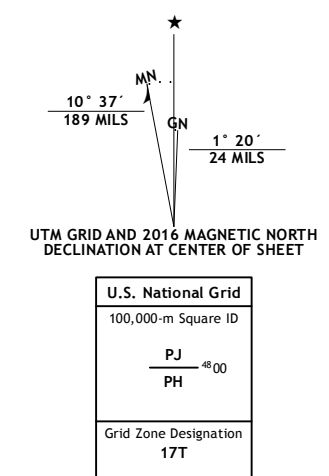 ★
MN
GN
10° 37´
189 MILS
1° 20´
24 MILS
UTM GRID AND 2016 MAGNETIC NORTH
DECLINATION AT CENTER OF SHEET
U.S. National Grid
100,000-m Square ID
PJ
4800
PH
Grid Zone Designation
17T